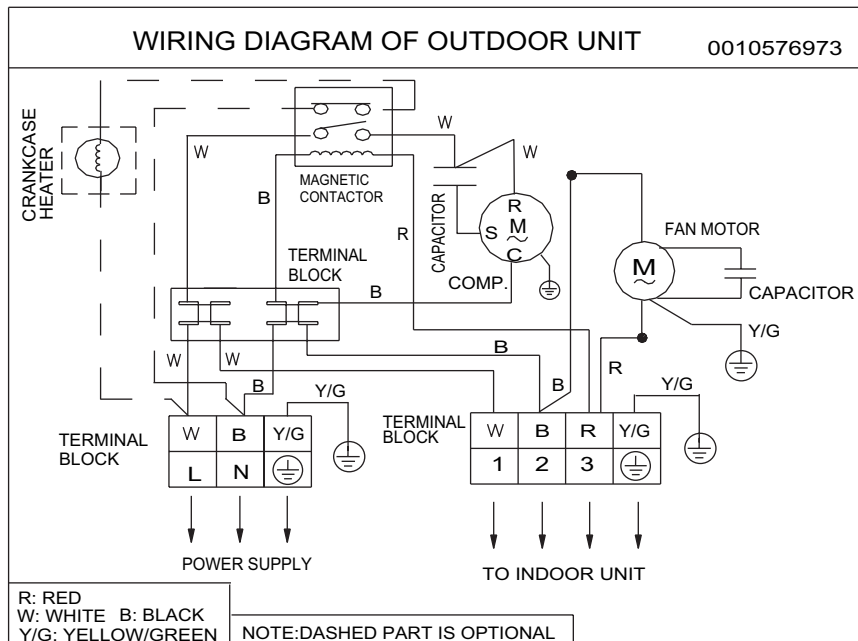 WIRING DIAGRAM OF OUTDOOR UNIT
0010576973
CRANKCASE
HEATER
W
MAGNETIC
CONTACTOR
B
R
W
W
CAPACITOR
R
M
S
C
COMP.
FAN MOTOR
M
CAPACITOR
Y/G
TERMINAL
BLOCK
B
W
W
B
B
B
R
Y/G
Y/G
TERMINAL
BLOCK
W B Y/G
L N
TERMINAL
BLOCK
W B R Y/G
1 2 3
POWER SUPPLY
TO INDOOR UNIT
R: RED
W: WHITE B: BLACK
Y/G: YELLOW/GREEN
NOTE:DASHED PART IS OPTIONAL